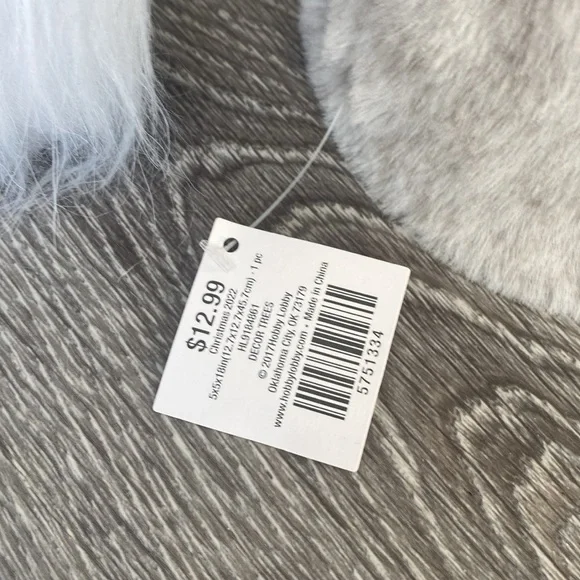 $12.99
Christmas 2022
5x5x18in(12.7x12.7x45.7cm) - 1 pc
HL9184861
DECOR TREES
© 2017Hobby Lobby
Oklahoma City, OK 73179
www.hobbylobby.com • Made in China
5751334